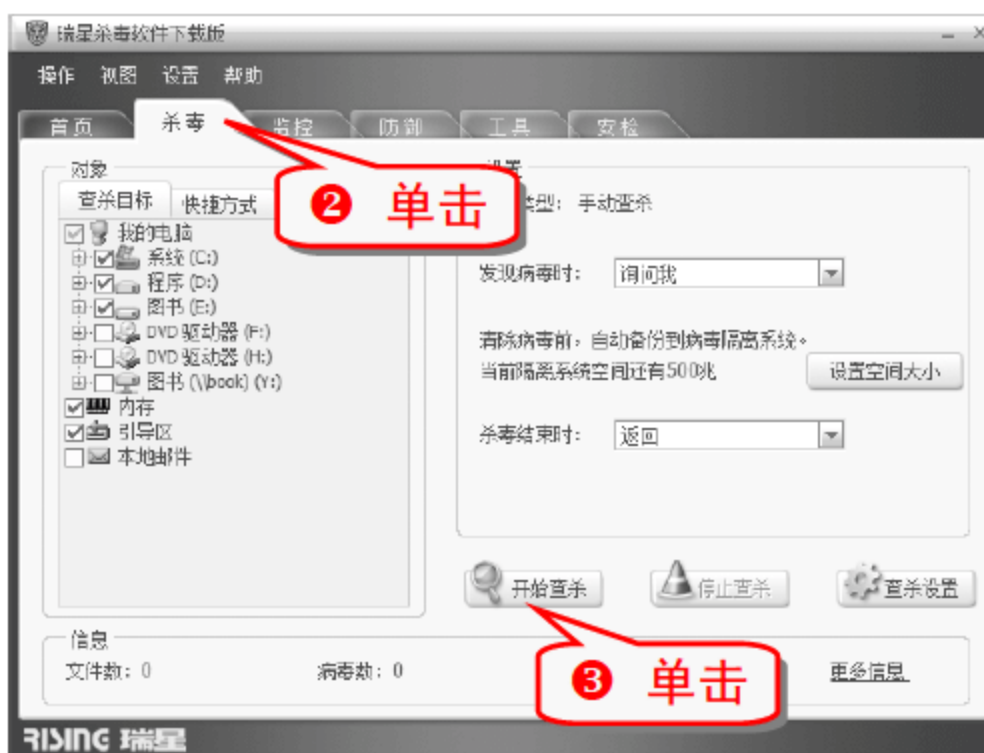 瑞星杀毒软件下载版
操作 视图 设置 帮助
首页 杀毒 监控 防御 工具 安检
对象
查杀目标 快捷方式
我的电脑
系统 (C:)
程序 (D:)
图书 (E:)
DVD 驱动器 (F:)
DVD 驱动器 (H:)
图书 (\\book) (Y:)
内存
引导区
本地邮件
❷ 单击
设置
类型: 手动查杀
发现病毒时: 询问我
清除病毒前,自动备份到病毒隔离系统。
当前隔离系统空间还有500兆 设置空间大小
杀毒结束时: 返回
开始查杀 停止查杀 查杀设置
❸ 单击
信息
文件数: 0 病毒数: 0 更多信息
RISING 瑞星